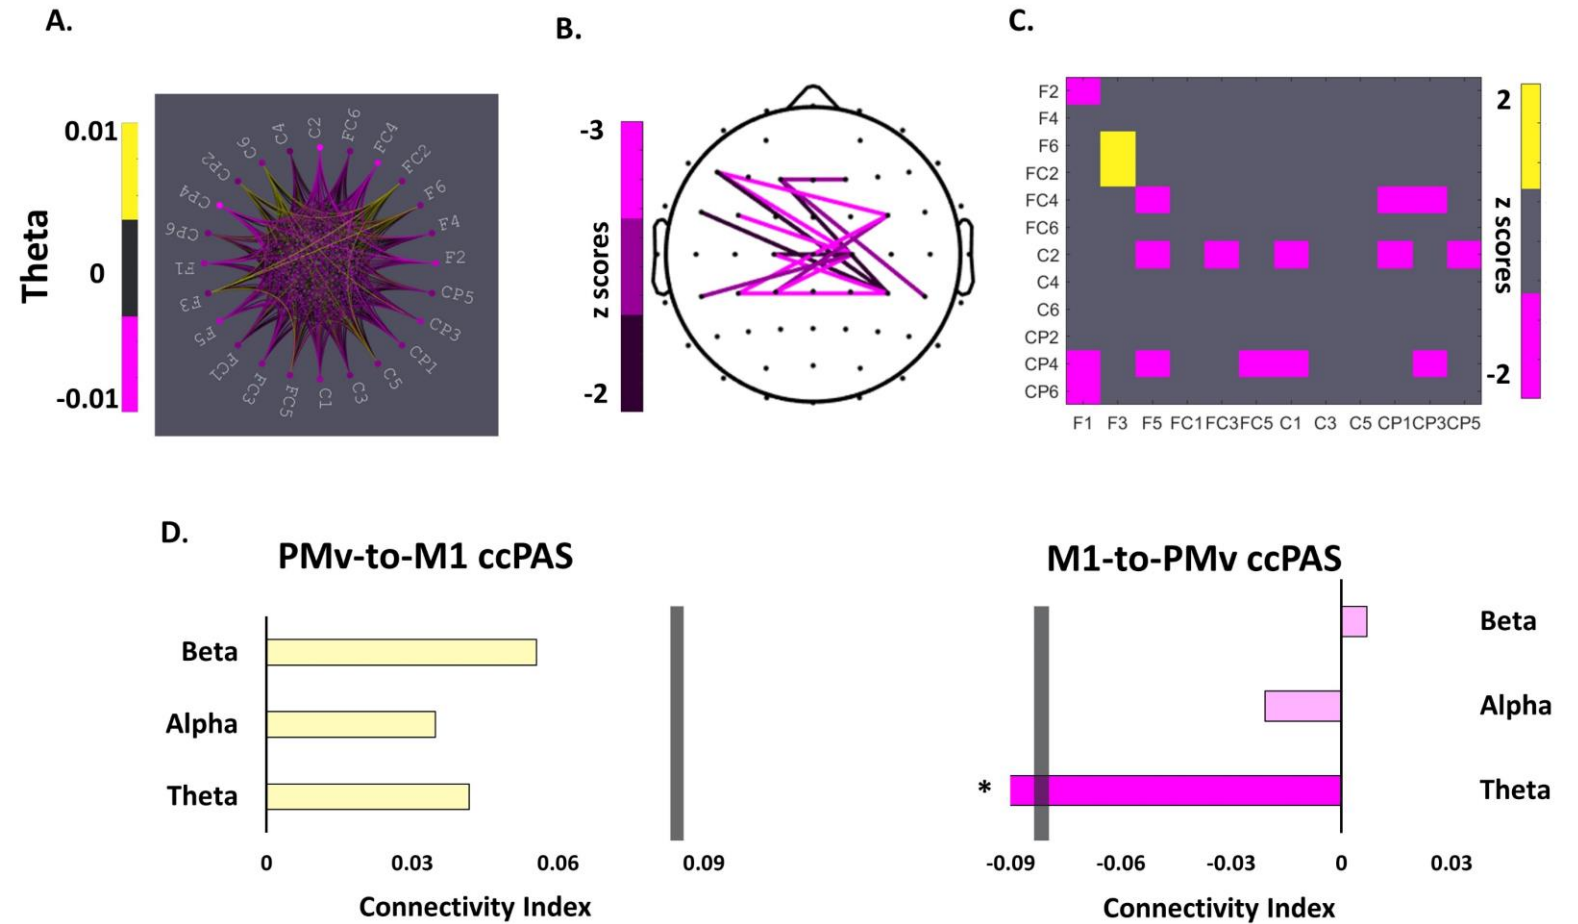 A.
B.
C.
Theta
0.01
0
-0.01
C4
C2
FC6
FC4
FC2
F6
F4
F2
CP5
CP3
CP1
C5
C3
C1
FC5
FC3
FC1
F5
F3
F1
CP6
CP4
CP2
C6
-3
z scores
-2
F2
F4
F6
FC2
FC4
FC6
C2
C4
C6
CP2
CP4
CP6
F1 F3 F5 FC1 FC3 FC5 C1 C3 C5 CP1 CP3 CP5
2
z scores
-2
D.
PMv-to-M1 ccPAS
Beta
Alpha
Theta
0 0.03 0.06 0.09
Connectivity Index
M1-to-PMv ccPAS
Beta
Alpha
* Theta
-0.09 -0.06 -0.03 0 0.03
Connectivity Index